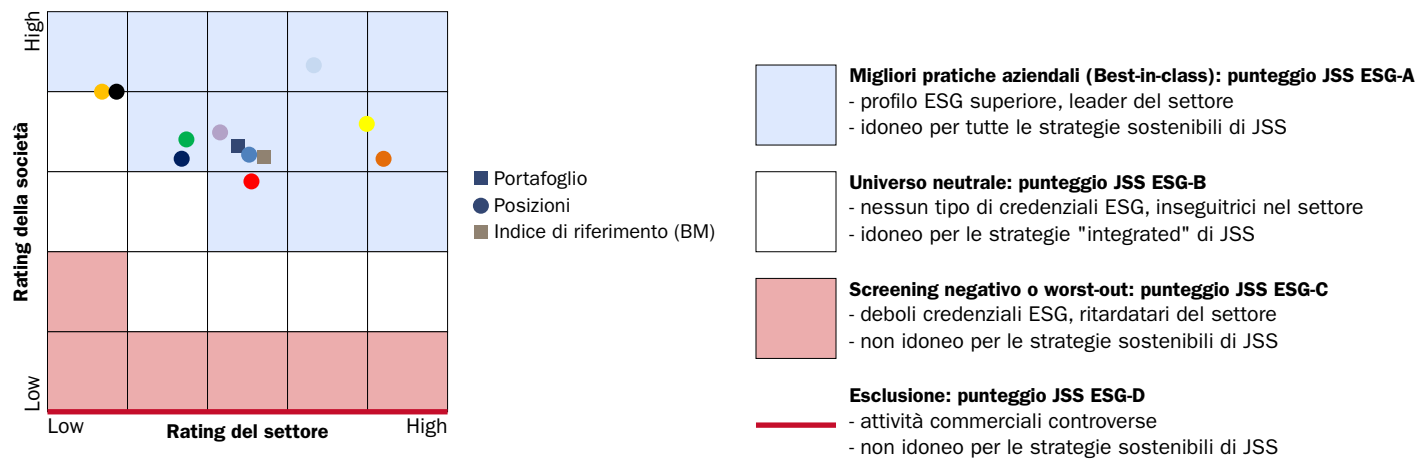 High
Rating della società
Low
Low
Rating del settore
High
Portafoglio
Posizioni
Indice di riferimento (BM)
Migliori pratiche aziendali (Best-in-class): punteggio JSS ESG-A
- profilo ESG superiore, leader del settore
- idoneo per tutte le strategie sostenibili di JSS
Universo neutrale: punteggio JSS ESG-B
- nessun tipo di credenziali ESG, inseguitrici nel settore
- idoneo per le strategie "integrated" di JSS
Screening negativo o worst-out: punteggio JSS ESG-C
- deboli credenziali ESG, ritardatari del settore
- non idoneo per le strategie sostenibili di JSS
Esclusione: punteggio JSS ESG-D
- attività commerciali controverse
- non idoneo per le strategie sostenibili di JSS